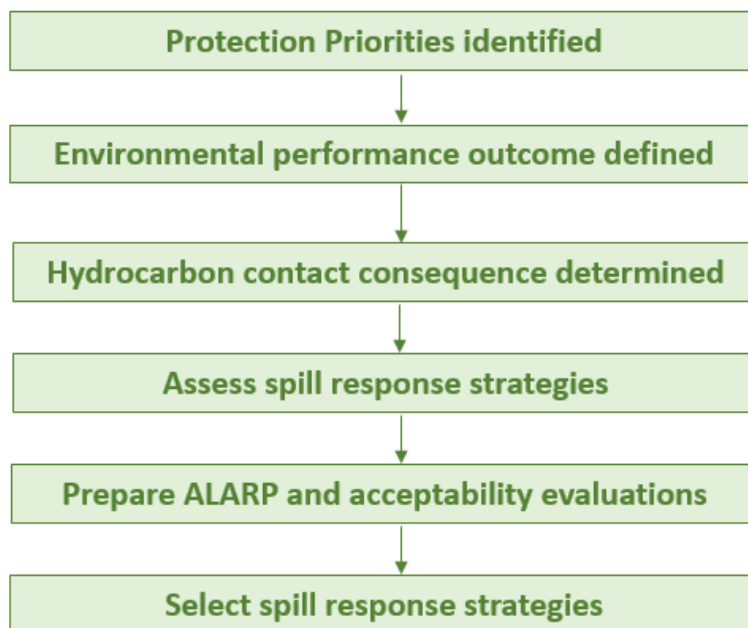 Protection Priorities identified
Environmental performance outcome defined
Hydrocarbon contact consequence determined
Assess spill response strategies
Prepare ALARP and acceptability evaluations
Select spill response strategies